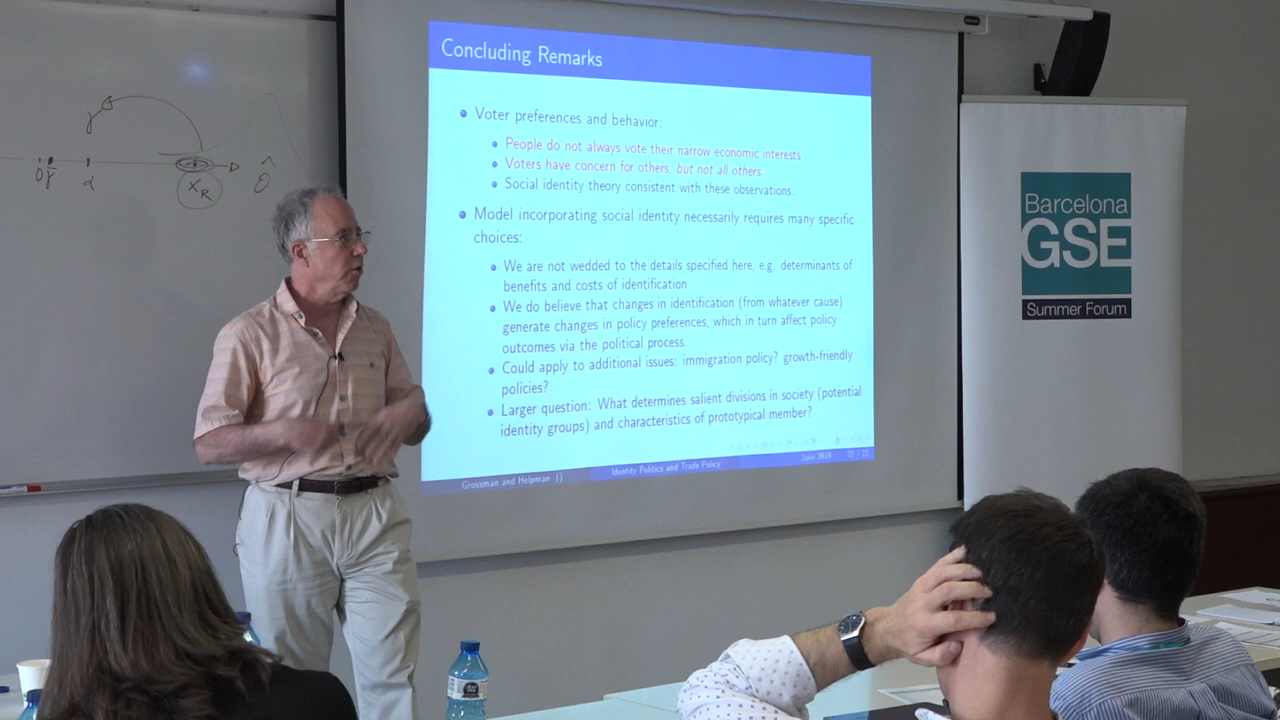 Concluding Remarks
Voter preferences and behavior:
People do not always vote their narrow economic interests
Voters have concern for others, but not all others.
Social identity theory consistent with these observations.
Model incorporating social identity necessarily requires many specific
choices:
We are not wedded to the details specified here, e.g. determinants of
benefits and costs of identification
We do believe that changes in identification (from whatever cause)
generate changes in policy preferences, which in turn affect policy
outcomes via the political process.
Could apply to additional issues: immigration policy? growth-friendly
policies?
Larger question: What determines salient divisions in society (potential
identity groups) and characteristics of prototypical member?
Grossman and Helpman ()
Identity Politics and Trade Policy
June 2019
22 / 22
Barcelona
GSE
Summer Forum
α
X_R